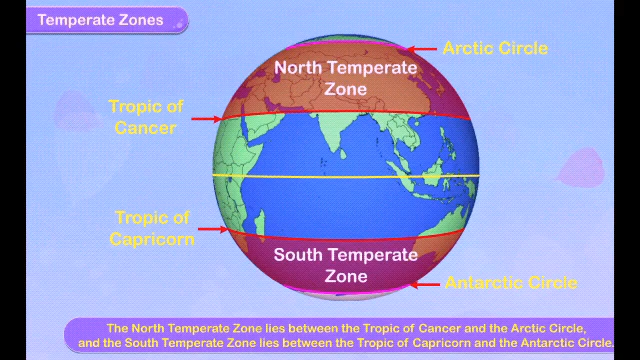 Temperate Zones
Arctic Circle
North Temperate
Zone
Tropic of
Cancer
Tropic of
Capricorn
South Temperate
Zone
Antarctic Circle
The North Temperate Zone lies between the Tropic of Cancer and the Arctic Circle,
and the South Temperate Zone lies between the Tropic of Capricorn and the Antarctic Circle.